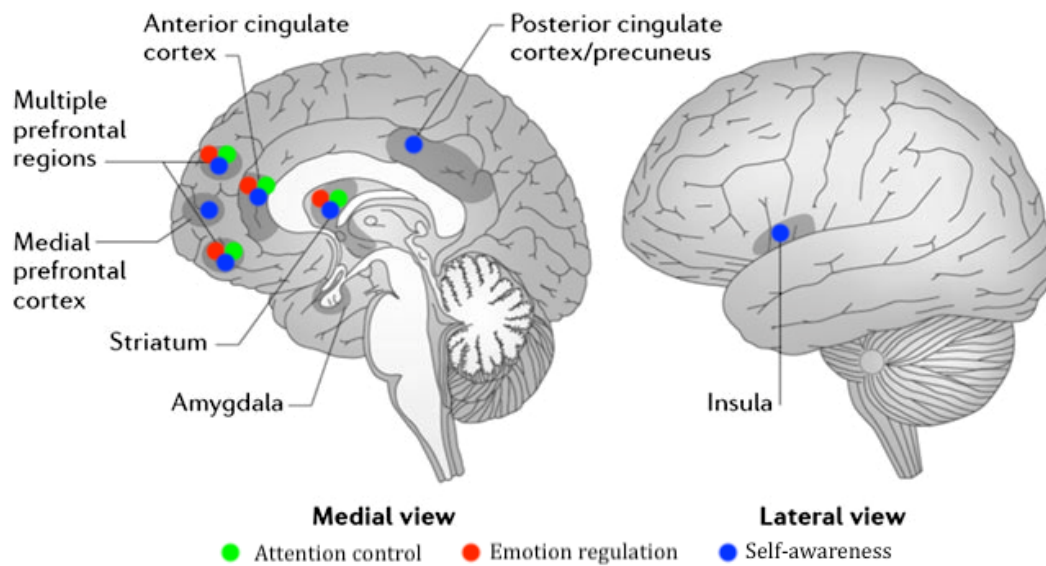 Anterior cingulate
cortex
Posterior cingulate
cortex/precuneus
Multiple
prefrontal
regions
Medial
prefrontal
cortex
Striatum
Amygdala
Insula
Medial view
Lateral view
Attention control
Emotion regulation
Self-awareness